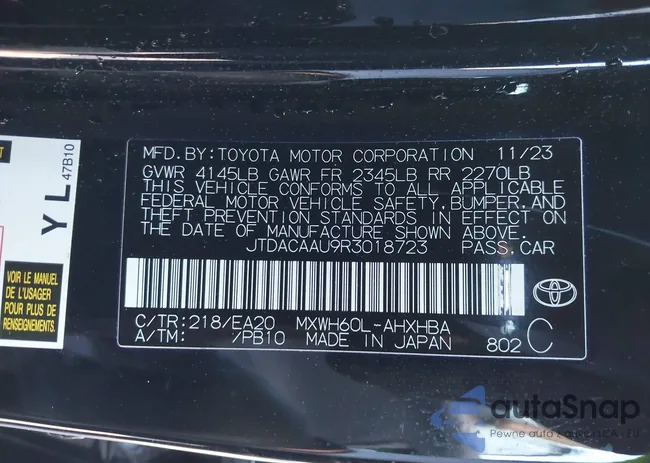 YL
47B10
VOIR LE MANUEL
DE L'USAGER
POUR PLUS DE
RENSEIGNEMENTS.
MFD.BY:TOYOTA MOTOR CORPORATION 11/23
GVWR 4145LB GAWR FR 2345LB RR 2270LB
THIS VEHICLE CONFORMS TO ALL APPLICABLE
FEDERAL MOTOR VEHICLE SAFETY, BUMPER, AND
THEFT PREVENTION STANDARDS IN EFFECT ON
THE DATE OF MANUFACTURE SHOWN ABOVE.
JTDACAAU9R3018723 PASS.CAR
C/TR:218/EA20 MXWH60L-AHXHBA
A/TM: /PB10 MADE IN JAPAN 802 C
autaSnap
Pewne auto z